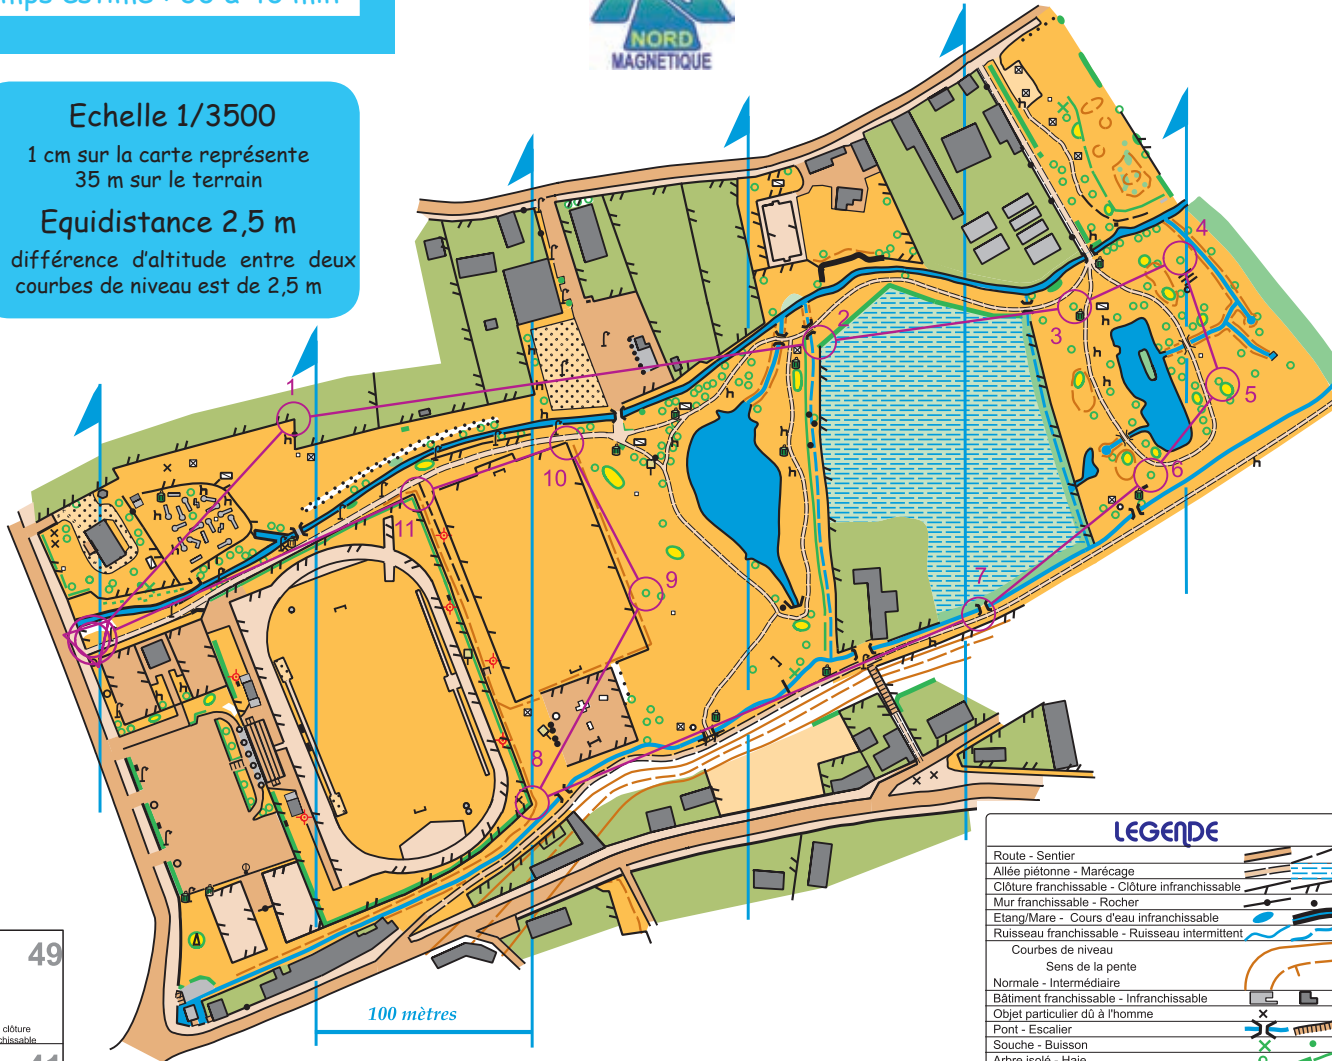 NORD
MAGNETIQUE
Echelle 1/3500
1 cm sur la carte représente
35 m sur le terrain
Equidistance 2,5 m
différence d'altitude entre deux
courbes de niveau est de 2,5 m
1
2
3
4
5
6
7
8
9
10
11
100 mètres
49
clôture
LEGENDE
Route - Sentier
Allée piétonne - Marécage
Clôture franchissable - Clôture infranchissable
Mur franchissable - Rocher
Etang/Mare - Cours d'eau infranchissable
Ruisseau franchissable - Ruisseau intermittent
Courbes de niveau
Sens de la pente
Normale - Intermédiaire
Bâtiment franchissable - Infranchissable
Objet particulier dû à l'homme
Pont - Escalier
Souche - Buisson
Arbre isolé - Haie